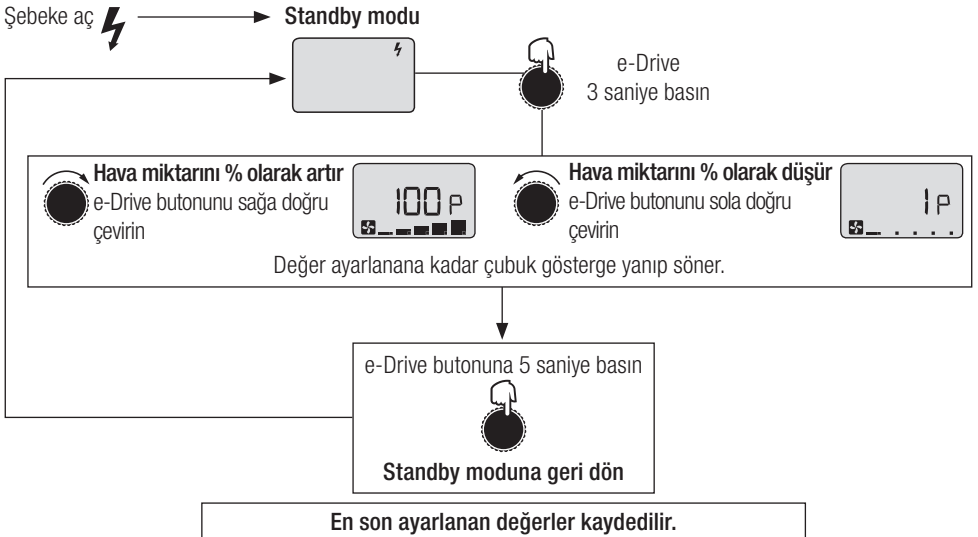 Şebeke aç
Standby modu
e-Drive
3 saniye basın
Hava miktarını % olarak artır
e-Drive butonunu sağa doğru
çevirin
100 P
Hava miktarını % olarak düşür
e-Drive butonunu sola doğru
çevirin
1 P
Değer ayarlanana kadar çubuk gösterge yanıp söner.
e-Drive butonuna 5 saniye basın
Standby moduna geri dön
En son ayarlanan değerler kaydedilir.